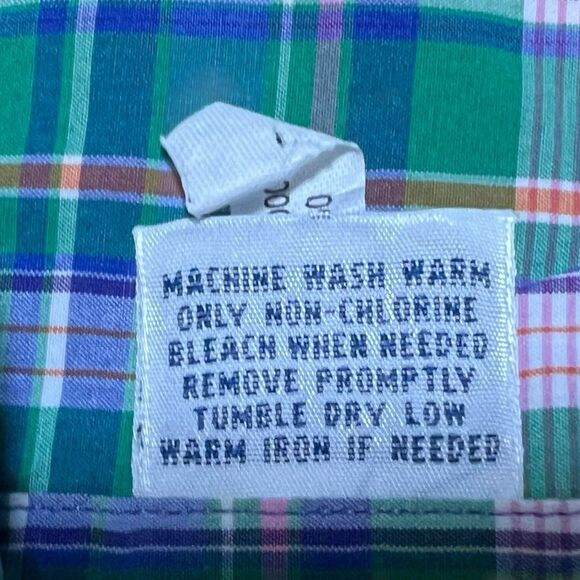 MACHINE WASH WARM
ONLY NON-CHLORINE
BLEACH WHEN NEEDED
REMOVE PROMPTLY
TUMBLE DRY LOW
WARM IRON IF NEEDED